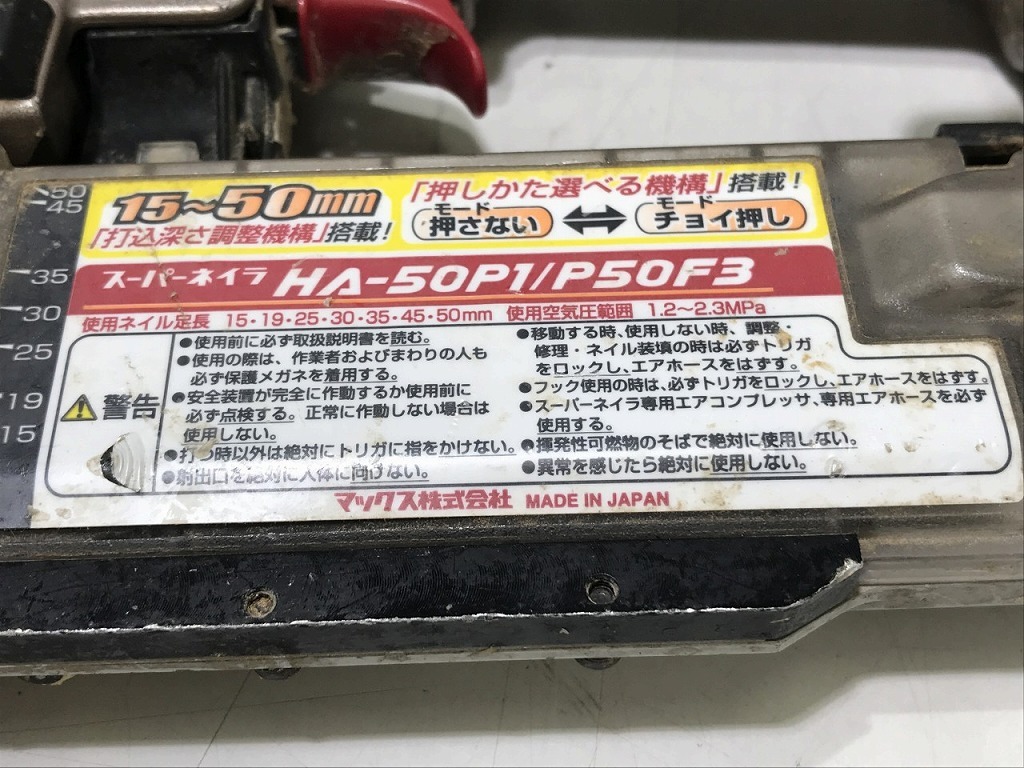 50
45
35
30
25
19
15
15~50mm
「打込深さ調整機構」搭載!
「押しかた選べる機構」搭載!
モード
押さない
モード
チョイ押し
スーパーネイラ HA-50P1/P50F3
使用ネイル足長 15・19・25・30・35・45・50mm 使用空気圧範囲 1.2~2.3MPa
警告
●使用前に必ず取扱説明書を読む。
●使用の際は、作業者およびまわりの人も
必ず保護メガネを着用する。
●安全装置が完全に作動するか使用前に
必ず点検する。正常に作動しない場合は
使用しない。
●打つ時以外は絶対にトリガに指をかけない。
●射出口を絶対に人体に向けない。
●移動する時、使用しない時、調整・
修理・ネイル装填の時は必ずトリガ
をロックし、エアホースをはずす。
●フック使用の時は、必ずトリガをロックし、エアホースをはずす。
●スーパーネイラ専用エアコンプレッサ、専用エアホースを必ず
使用する。
●揮発性可燃物のそばで絶対に使用しない。
●異常を感じたら絶対に使用しない。
マックス株式会社 MADE IN JAPAN